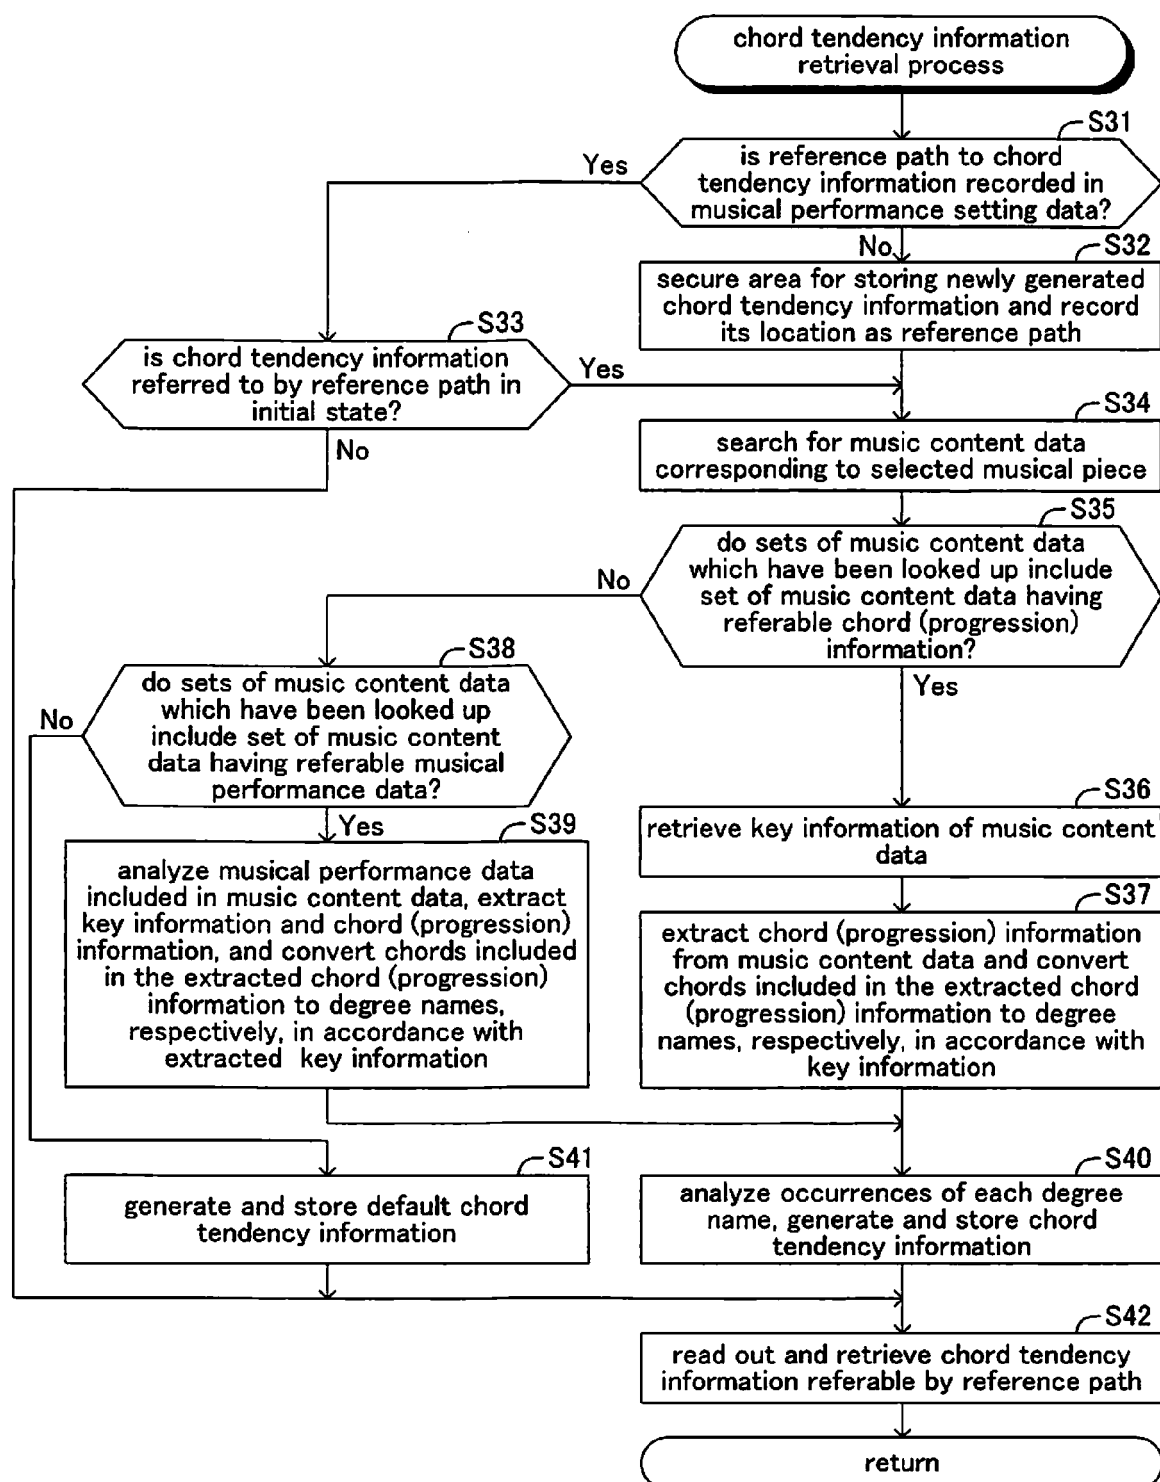 chord tendency information
retrieval process
S31
is reference path to chord
tendency information recorded in
musical performance setting data?
Yes
No
S32
secure area for storing newly generated
chord tendency information and record
its location as reference path
S33
is chord tendency information
referred to by reference path in
initial state?
Yes
No
S34
search for music content data
corresponding to selected musical piece
S35
do sets of music content data
which have been looked up include
set of music content data having
referable chord (progression)
information?
No
Yes
S38
do sets of music content data
which have been looked up
include set of music content
data having referable musical
performance data?
No
Yes
S36
retrieve key information of music content
data
S39
analyze musical performance data
included in music content data, extract
key information and chord (progression)
information, and convert chords included
in the extracted chord (progression)
information to degree names,
respectively, in accordance with
extracted key information
S37
extract chord (progression) information
from music content data and convert
chords included in the extracted chord
(progression) information to degree
names, respectively, in accordance with
key information
S41
generate and store default chord
tendency information
S40
analyze occurrences of each degree
name, generate and store chord
tendency information
S42
read out and retrieve chord tendency
information referable by reference path
return